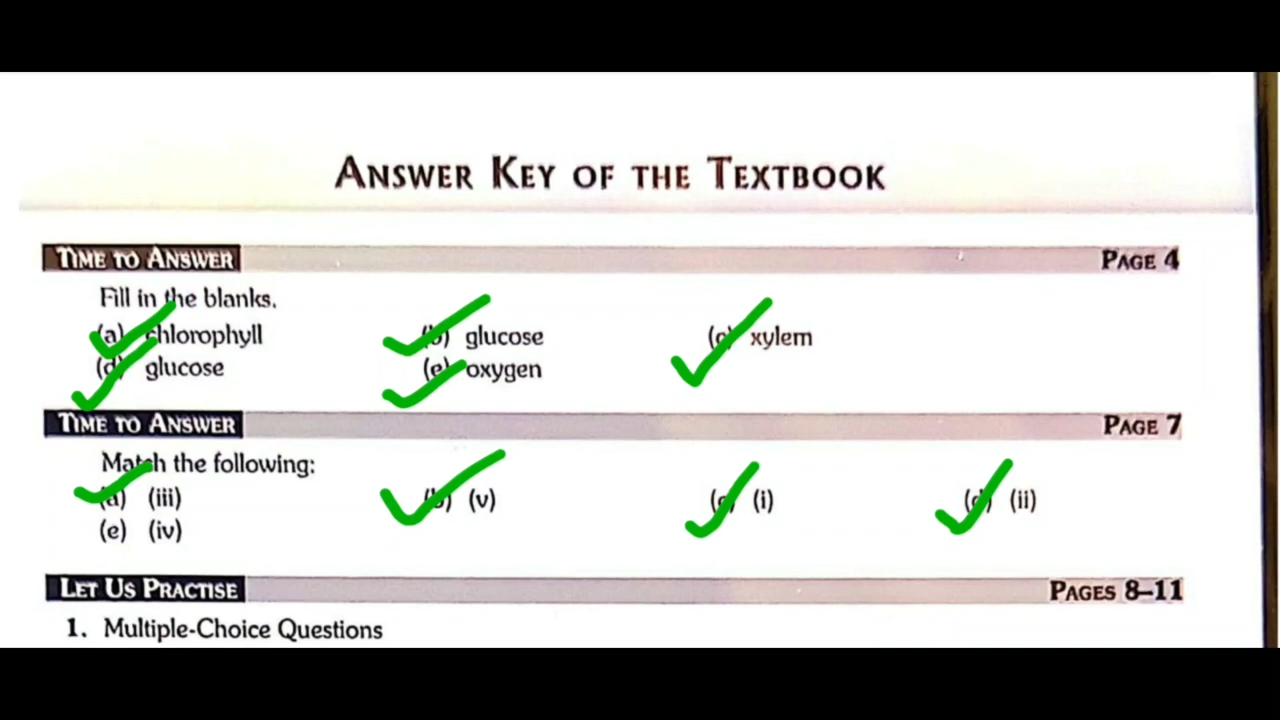 ANSWER KEY OF THE TEXTBOOK
TIME TO ANSWER PAGE 4
Fill in the blanks.
(a) chlorophyll (b) glucose (c) xylem
(d) glucose (e) oxygen
TIME TO ANSWER PAGE 7
Match the following:
(a) (iii) (b) (v) (c) (i) (d) (ii)
(e) (iv)
LET US PRACTISE PAGES 8–11
1. Multiple-Choice Questions